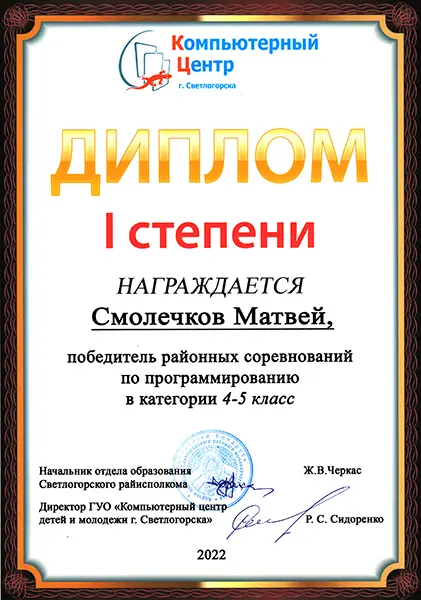 Компьютерный
Центр
г. Светлогорска
ДИПЛОМ
I степени
НАГРАЖДАЕТСЯ
Смолечков Матвей,
победитель районных соревнований
по программированию
в категории 4-5 класс
Начальник отдела образования
Светлогорского райисполкома
Ж.В.Черкас
Директор ГУО «Компьютерный центр
детей и молодежи г. Светлогорска»
Р. С. Сидоренко
2022